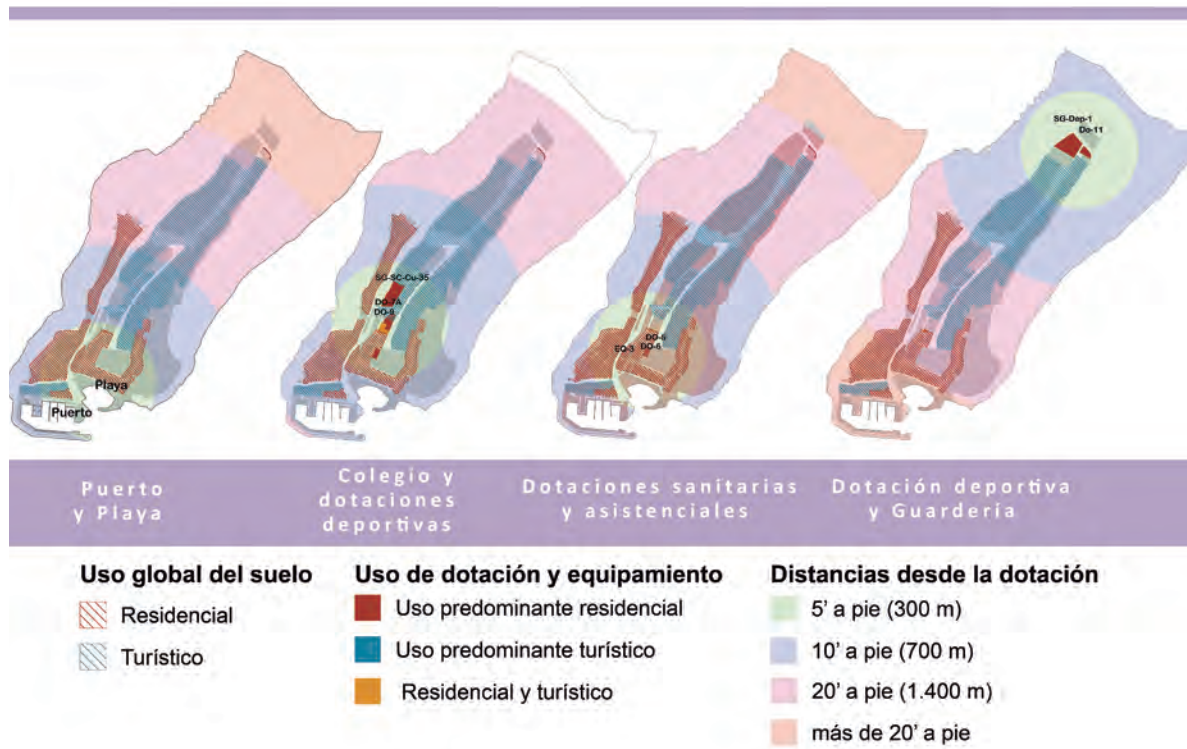 SG-Dep-1
Do-11
SG-SC-Cu-35
DO-7A
DO-9
EQ-3
DO-5
DO-6
Playa
Puerto
Puerto
y Playa
Colegio y
dotaciones
deportivas
Dotaciones sanitarias
y asistenciales
Dotación deportiva
y Guardería
Uso global del suelo
Residencial
Turístico
Uso de dotación y equipamiento
Uso predominante residencial
Uso predominante turístico
Residencial y turístico
Distancias desde la dotación
5' a pie (300 m)
10' a pie (700 m)
20' a pie (1.400 m)
más de 20' a pie